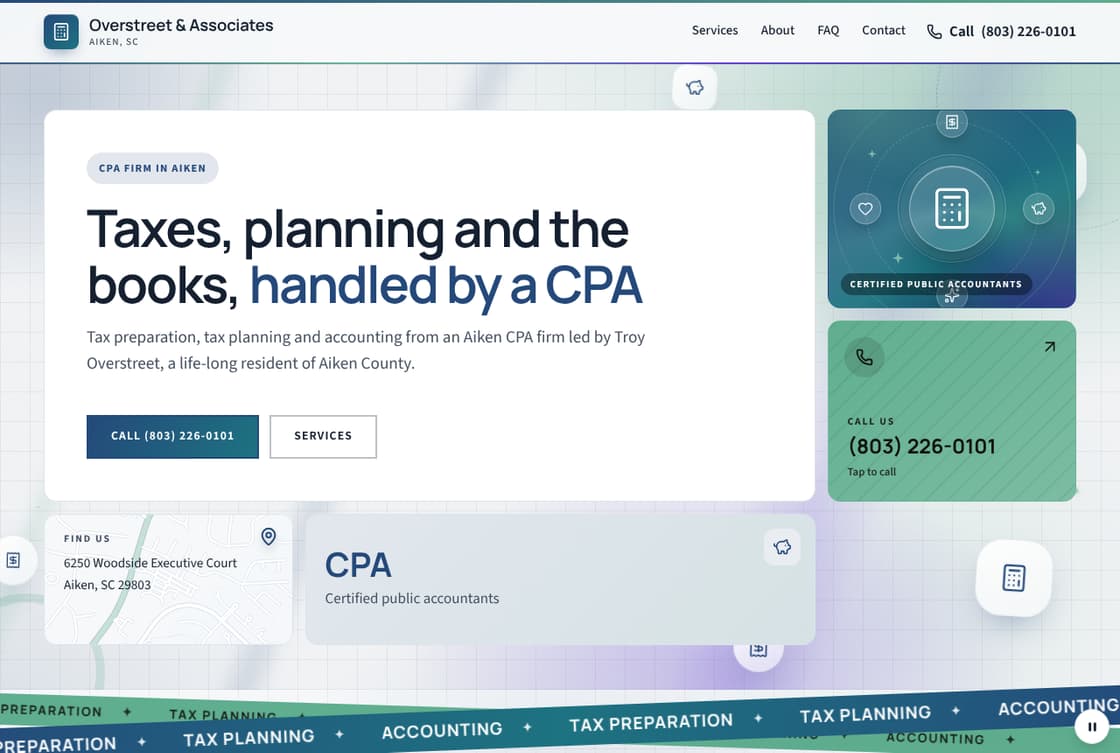 Overstreet & Associates
AIKEN, SC
Services
About
FAQ
Contact
Call (803) 226-0101
CPA FIRM IN AIKEN
Taxes, planning and the
books, handled by a CPA
Tax preparation, tax planning and accounting from an Aiken CPA firm led by Troy
Overstreet, a life-long resident of Aiken County.
CALL (803) 226-0101
SERVICES
CERTIFIED PUBLIC ACCOUNTANTS
CALL US
(803) 226-0101
Tap to call
FIND US
6250 Woodside Executive Court
Aiken, SC 29803
CPA
Certified public accountants
PREPARATION ✦ TAX PLANNING ✦ ACCOUNTING ✦
PREPARATION ✦ TAX PLANNING ✦ ACCOUNTING ✦ TAX PREPARATION ✦ TAX PLANNING ✦ ACCOUNTING